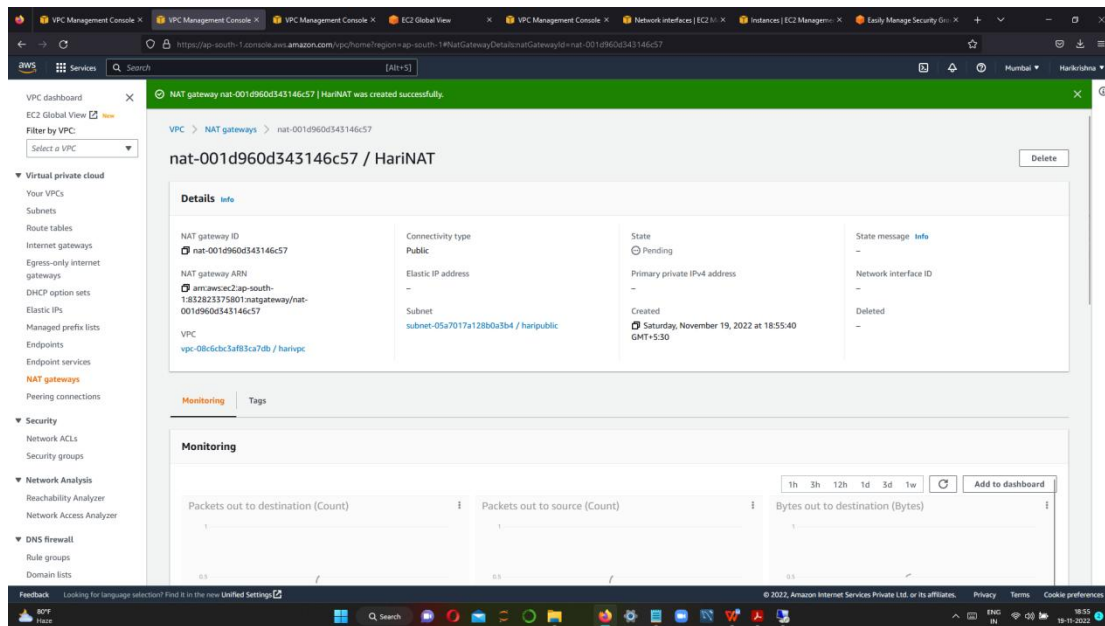 VPC Management Console
VPC Management Console
VPC Management Console
EC2 Global View
VPC Management Console
Network interfaces | EC2 M
Instances | EC2 Managemen
Easily Manage Security Gro
https://ap-south-1.console.aws.amazon.com/vpc/home?region=ap-south-1#NatGatewayDetails:natGatewayId=nat-001d960d343146c57
aws
Services
Search
[Alt+S]
Mumbai
Harikrishna
VPC dashboard
EC2 Global View New
Filter by VPC:
Select a VPC
Virtual private cloud
Your VPCs
Subnets
Route tables
Internet gateways
Egress-only internet
gateways
DHCP option sets
Elastic IPs
Managed prefix lists
Endpoints
Endpoint services
NAT gateways
Peering connections
Security
Network ACLs
Security groups
Network Analysis
Reachability Analyzer
Network Access Analyzer
DNS firewall
Rule groups
Domain lists
NAT gateway nat-001d960d343146c57 | HariNAT was created successfully.
VPC > NAT gateways > nat-001d960d343146c57
nat-001d960d343146c57 / HariNAT
Delete
Details Info
NAT gateway ID
nat-001d960d343146c57
NAT gateway ARN
arn:aws:ec2:ap-south-
1:832823375801:natgateway/nat-
001d960d343146c57
VPC
vpc-08c6cbc3af83ca7db / harivpc
Connectivity type
Public
Elastic IP address
–
Subnet
subnet-05a7017a128b0a3b4 / haripublic
State
Pending
Primary private IPv4 address
–
Created
Saturday, November 19, 2022 at 18:55:40
GMT+5:30
State message Info
–
Network interface ID
–
Deleted
–
Monitoring
Tags
Monitoring
1h 3h 12h 1d 3d 1w
Add to dashboard
Packets out to destination (Count)
1
0.5
Packets out to source (Count)
1
0.5
Bytes out to destination (Bytes)
1
0.5
Feedback
Looking for language selection? Find it in the new Unified Settings
© 2022, Amazon Internet Services Private Ltd. or its affiliates.
Privacy
Terms
Cookie preferences
80°F
Haze
Search
ENG
IN
18:55
19-11-2022